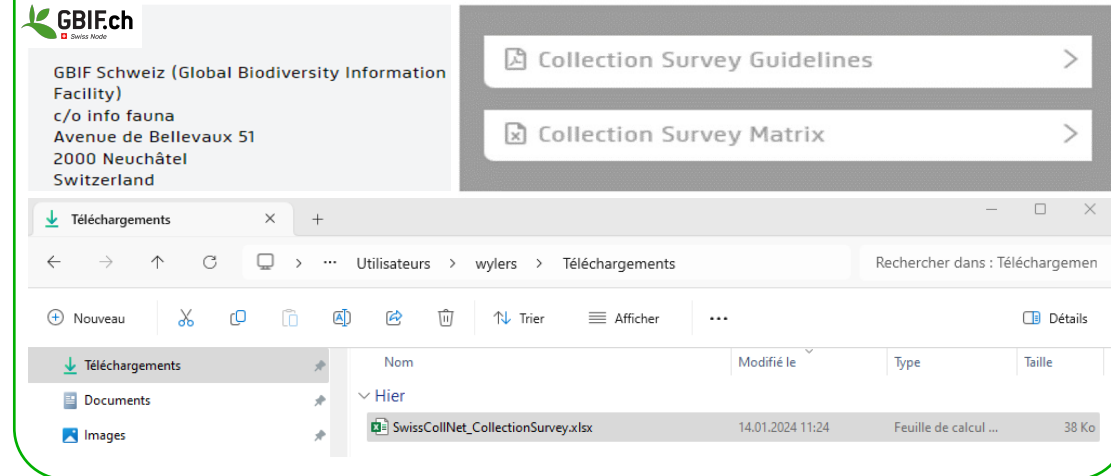 GBIF.ch
Swiss Node
GBIF Schweiz (Global Biodiversity Information
Facility)
c/o info fauna
Avenue de Bellevaux 51
2000 Neuchâtel
Switzerland
Collection Survey Guidelines
Collection Survey Matrix
Téléchargements
Utilisateurs > wylers > Téléchargements
Rechercher dans : Téléchargemen
Nouveau
Trier
Afficher
Détails
Téléchargements
Documents
Images
Nom Modifié le Type Taille
Hier
SwissCollNet_CollectionSurvey.xlsx 14.01.2024 11:24 Feuille de calcul ... 38 Ko